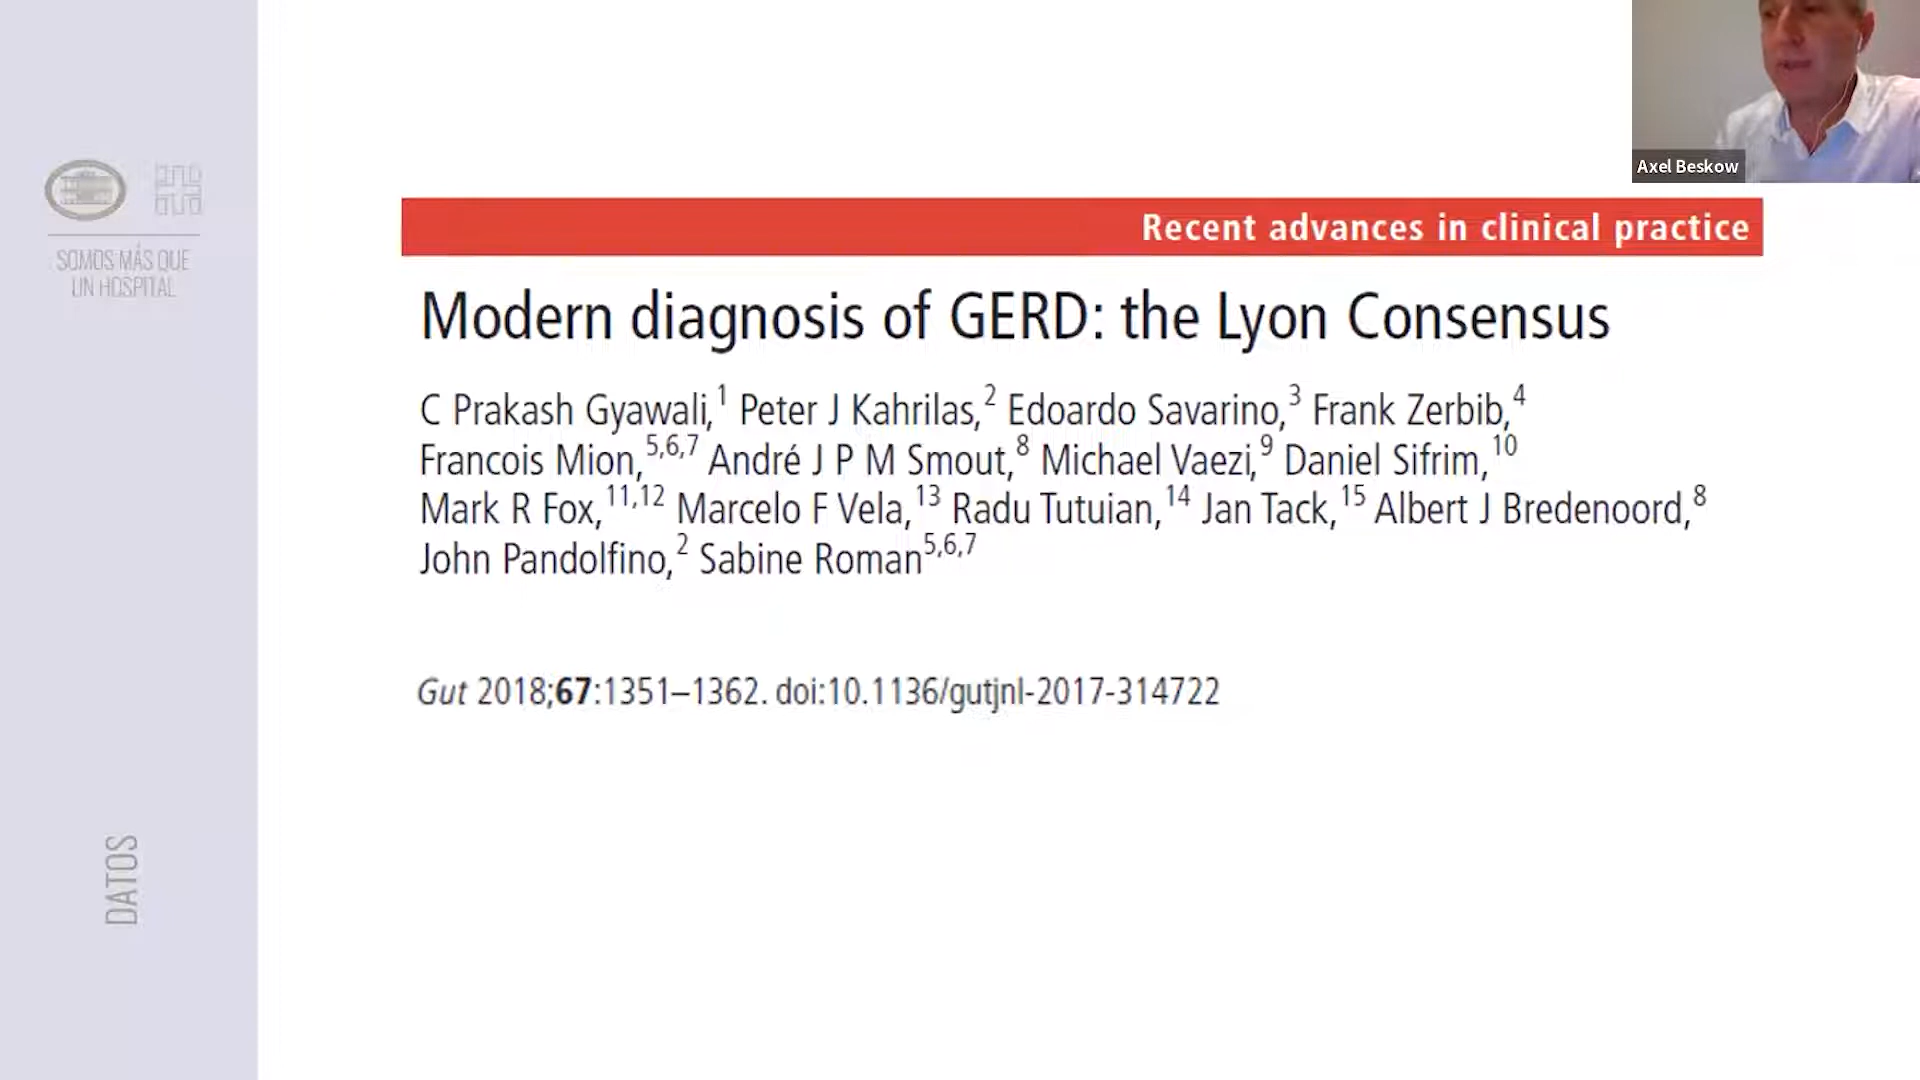 SOMOS MÁS QUE
UN HOSPITAL
DATOS
Axel Beskow
Recent advances in clinical practice
Modern diagnosis of GERD: the Lyon Consensus
C Prakash Gyawali,1 Peter J Kahrilas,2 Edoardo Savarino,3 Frank Zerbib,4
Francois Mion,5,6,7 André J P M Smout,8 Michael Vaezi,9 Daniel Sifrim,10
Mark R Fox,11,12 Marcelo F Vela,13 Radu Tutuian,14 Jan Tack,15 Albert J Bredenoord,8
John Pandolfino,2 Sabine Roman5,6,7
Gut 2018;67:1351–1362. doi:10.1136/gutjnl-2017-314722